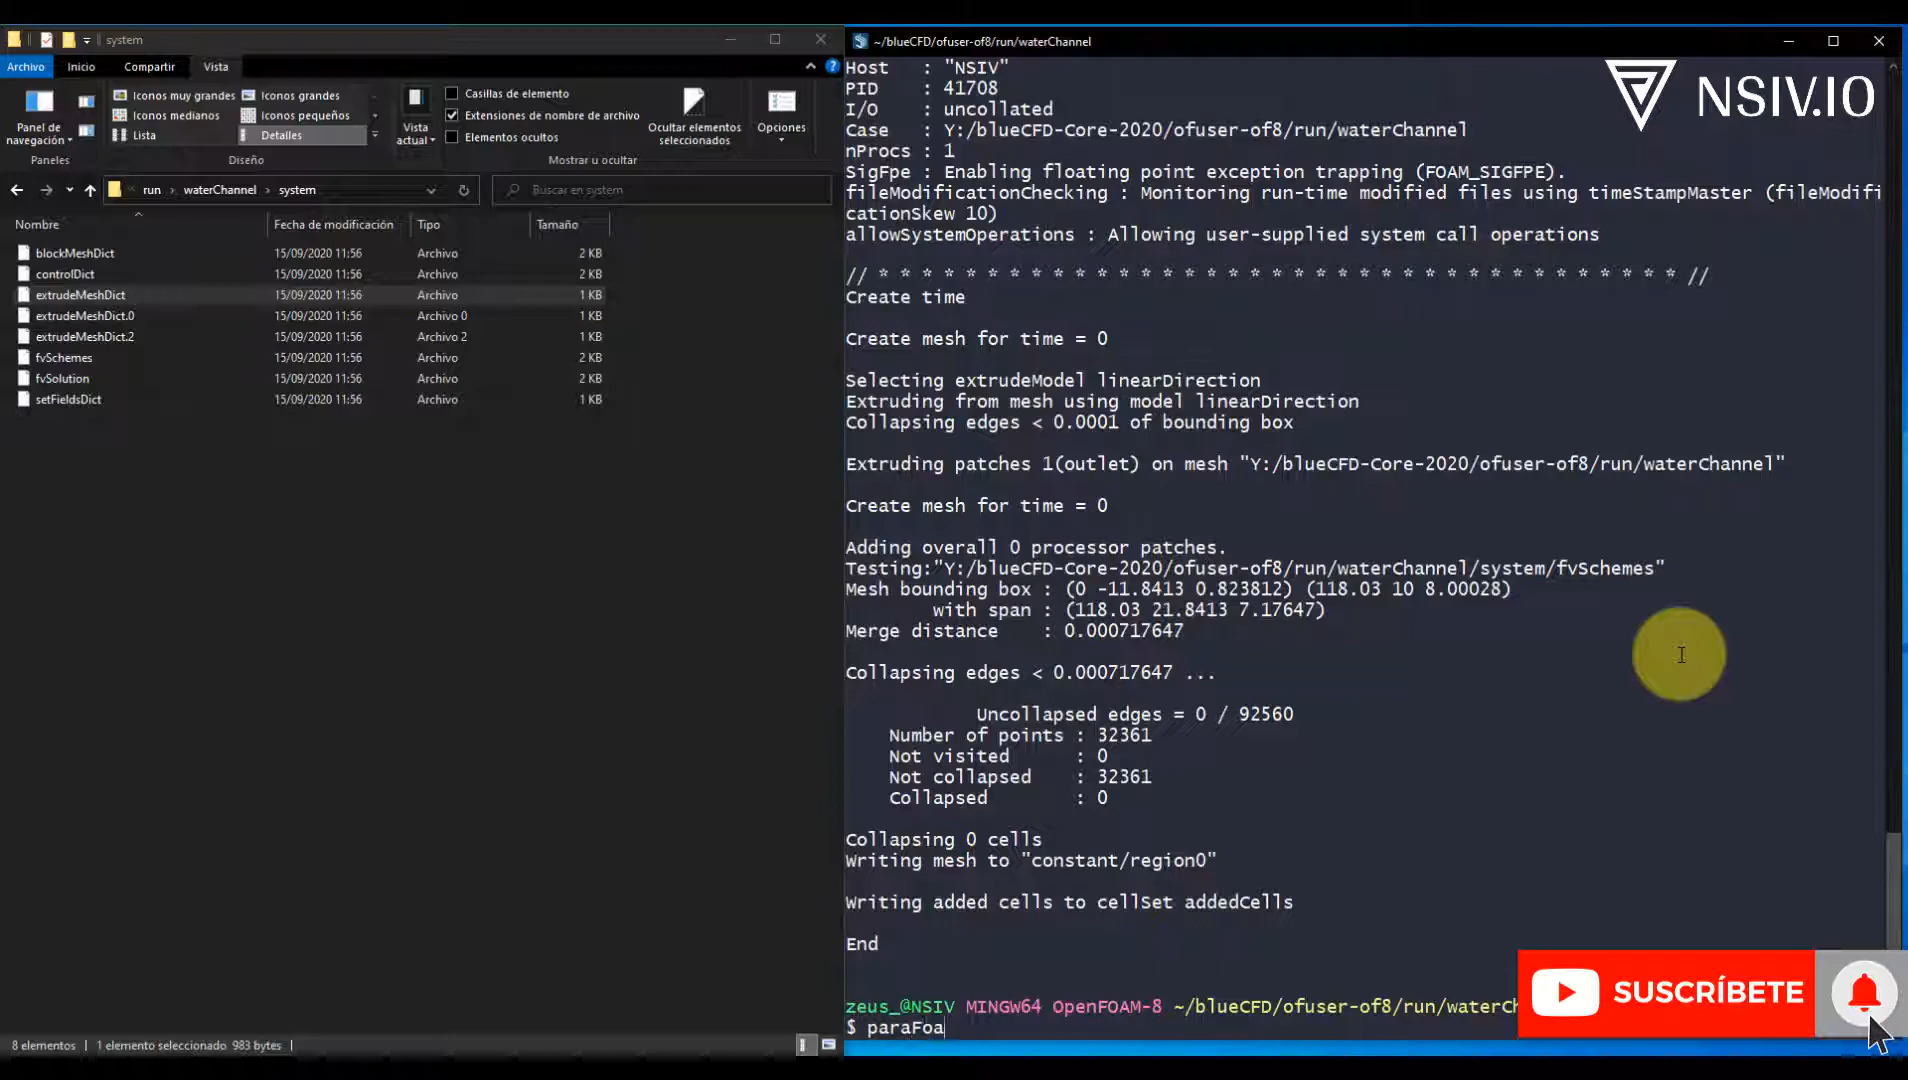 system
Archivo
Inicio
Compartir
Vista
Panel de navegación
Iconos muy grandes
Iconos grandes
Iconos medianos
Iconos pequeños
Lista
Detalles
Vista actual
Casillas de elemento
Extensiones de nombre de archivo
Elementos ocultos
Ocultar elementos seleccionados
Opciones
Paneles
Diseño
Mostrar u ocultar
run > waterChannel > system
Buscar en system
Nombre Fecha de modificación Tipo Tamaño
blockMeshDict 15/09/2020 11:56 Archivo 2 KB
controlDict 15/09/2020 11:56 Archivo 2 KB
extrudeMeshDict 15/09/2020 11:56 Archivo 1 KB
extrudeMeshDict.0 15/09/2020 11:56 Archivo 0 1 KB
extrudeMeshDict.2 15/09/2020 11:56 Archivo 2 1 KB
fvSchemes 15/09/2020 11:56 Archivo 2 KB
fvSolution 15/09/2020 11:56 Archivo 2 KB
setFieldsDict 15/09/2020 11:56 Archivo 1 KB
8 elementos | 1 elemento seleccionado 983 bytes |
~/blueCFD/ofuser-of8/run/waterChannel
NSIV.IO
Host : "NSIV"
PID : 41708
I/O : uncollated
Case : Y:/blueCFD-Core-2020/ofuser-of8/run/waterChannel
nProcs : 1
SigFpe : Enabling floating point exception trapping (FOAM_SIGFPE).
fileModificationChecking : Monitoring run-time modified files using timeStampMaster (fileModifi
cationSkew 10)
allowSystemOperations : Allowing user-supplied system call operations
// * * * * * * * * * * * * * * * * * * * * * * * * * * * * * * * * * * * * * //
Create time
Create mesh for time = 0
Selecting extrudeModel linearDirection
Extruding from mesh using model linearDirection
Collapsing edges < 0.0001 of bounding box
Extruding patches 1(outlet) on mesh "Y:/blueCFD-Core-2020/ofuser-of8/run/waterChannel"
Create mesh for time = 0
Adding overall 0 processor patches.
Testing:"Y:/blueCFD-Core-2020/ofuser-of8/run/waterChannel/system/fvSchemes"
Mesh bounding box : (0 -11.8413 0.823812) (118.03 10 8.00028)
with span : (118.03 21.8413 7.17647)
Merge distance : 0.000717647
Collapsing edges < 0.000717647 ...
Uncollapsed edges = 0 / 92560
Number of points : 32361
Not visited : 0
Not collapsed : 32361
Collapsed : 0
Collapsing 0 cells
Writing mesh to "constant/region0"
Writing added cells to cellSet addedCells
End
zeus_@NSIV MINGW64 OpenFOAM-8 ~/blueCFD/ofuser-of8/run/waterCh
$ paraFoa
SUSCRÍBETE